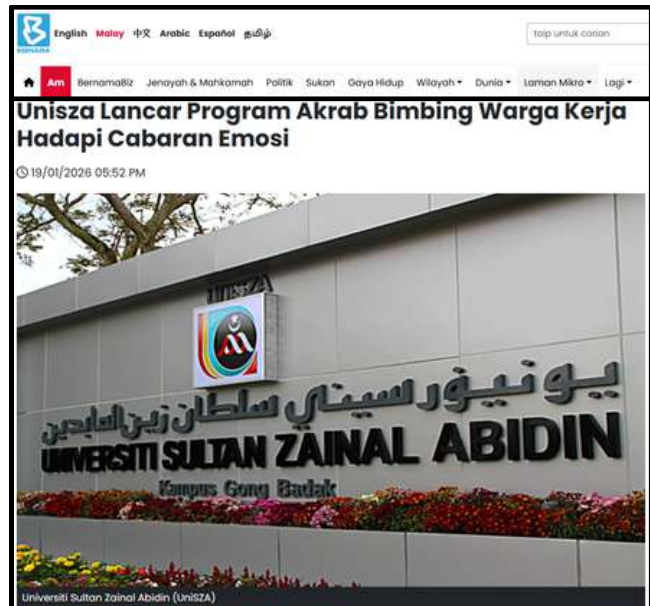 BERNAMA
English Malay 中文 Arabic Español தமிழ்
taip untuk carian
Am BernamaBiz Jenayah & Mahkamah Politik Sukan Gaya Hidup Wilayah Dunia Laman Mikro Lagi
Unisza Lancar Program Akrab Bimbing Warga Kerja
Hadapi Cabaran Emosi
19/01/2026 05:52 PM
UniSZA
يونيۏرسيتي سلطان زين العابدين
UNIVERSITI SULTAN ZAINAL ABIDIN
Kampus Gong Badak
Universiti Sultan Zainal Abidin (UniSZA)